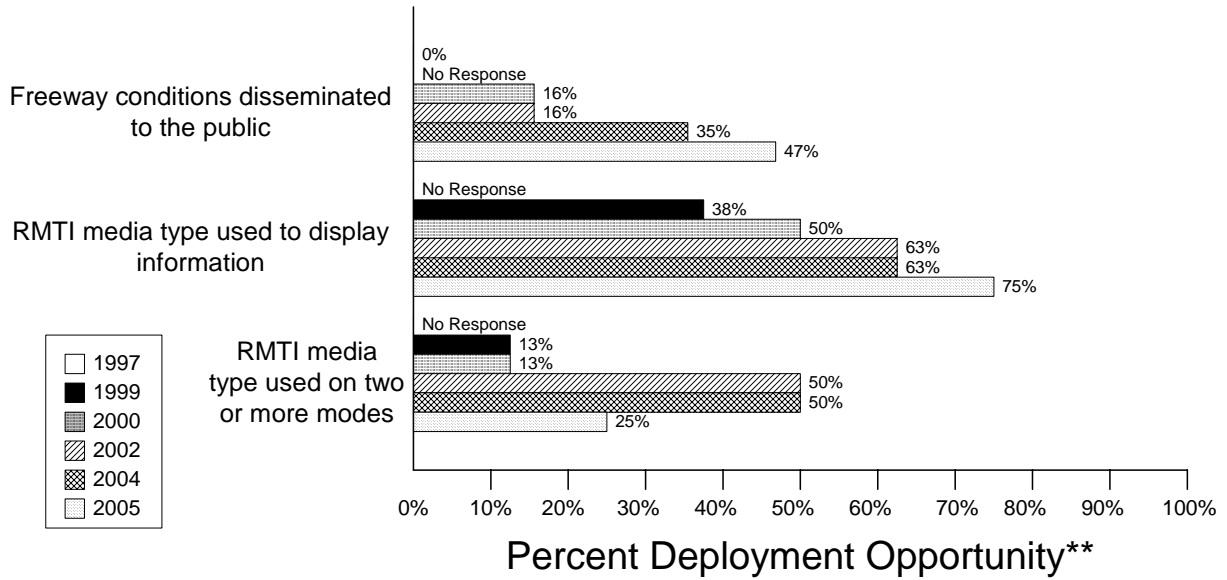 0%
No Response
Freeway conditions disseminated
to the public
16%
16%
35%
47%
No Response
RMTI media type used to display
information
38%
50%
63%
63%
75%
No Response
RMTI media
type used on two
or more modes
13%
13%
50%
50%
25%
1997
1999
2000
2002
2004
2005
0% 10% 20% 30% 40% 50% 60% 70% 80% 90% 100%
Percent Deployment Opportunity**